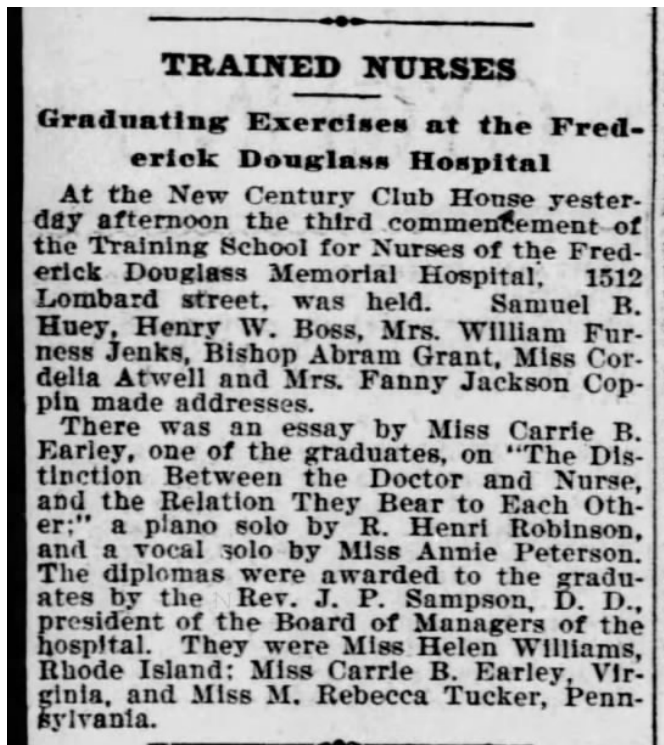 TRAINED NURSES
Graduating Exercises at the Fred-
erick Douglass Hospital
At the New Century Club House yester-
day afternoon the third commencement of
the Training School for Nurses of the Fred-
erick Douglass Memorial Hospital, 1512
Lombard street, was held. Samuel B.
Huey, Henry W. Boss, Mrs. William Fur-
ness Jenks, Bishop Abram Grant, Miss Cor-
delia Atwell and Mrs. Fanny Jackson Cop-
pin made addresses.
There was an essay by Miss Carrie B.
Earley, one of the graduates, on "The Dis-
tinction Between the Doctor and Nurse,
and the Relation They Bear to Each Oth-
er;" a piano solo by R. Henri Robinson,
and a vocal solo by Miss Annie Peterson.
The diplomas were awarded to the gradu-
ates by the Rev. J. P. Sampson, D. D.,
president of the Board of Managers of the
hospital. They were Miss Helen Williams,
Rhode Island; Miss Carrie B. Earley, Vir-
ginia, and Miss M. Rebecca Tucker, Penn-
sylvania.